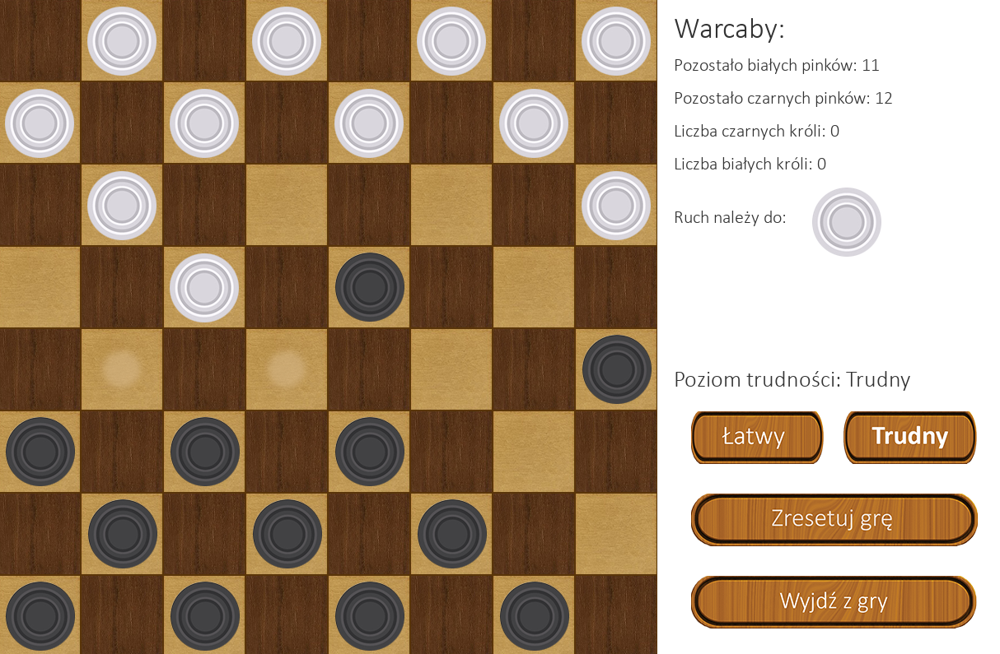 Warcaby:
Pozostało białych pinków: 11
Pozostało czarnych pinków: 12
Liczba czarnych króli: 0
Liczba białych króli: 0
Ruch należy do:
Poziom trudności: Trudny
Łatwy Trudny
Zresetuj grę
Wyjdź z gry